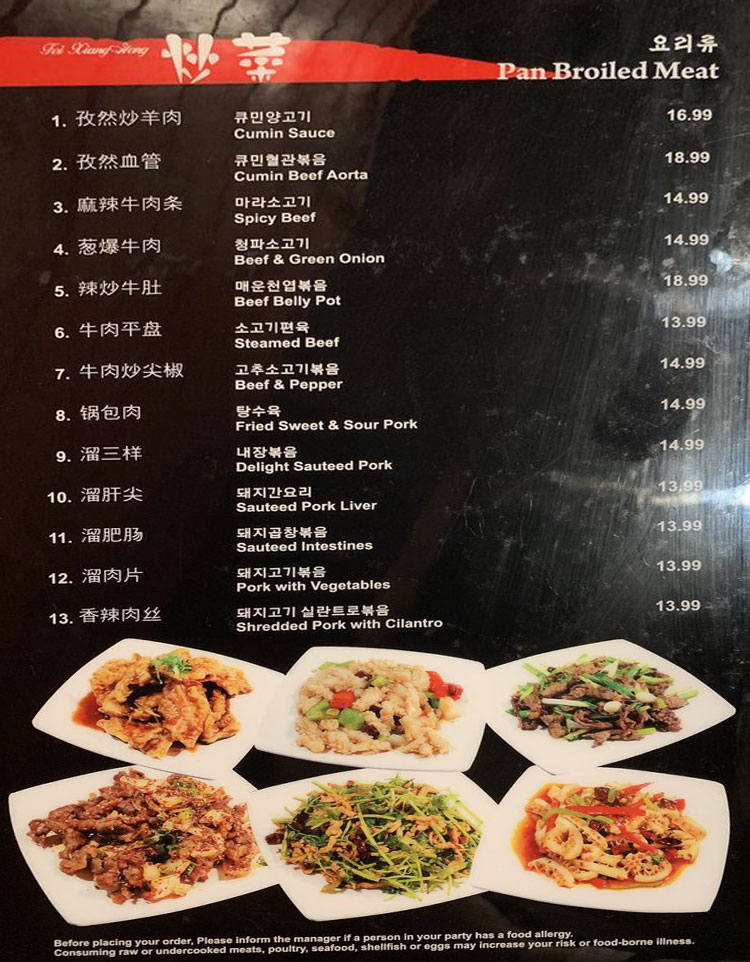 Tei Xiang Feng 炒菜 요리류
Pan Broiled Meat
1. 孜然炒羊肉 큐민양고기 16.99
Cumin Sauce
2. 孜然血管 큐민혈관볶음 18.99
Cumin Beef Aorta
3. 麻辣牛肉条 마라소고기 14.99
Spicy Beef
4. 葱爆牛肉 청파소고기 14.99
Beef & Green Onion
5. 辣炒牛肚 매운천엽볶음 18.99
Beef Belly Pot
6. 牛肉平盘 소고기편육 13.99
Steamed Beef
7. 牛肉炒尖椒 고추소고기볶음 14.99
Beef & Pepper
8. 锅包肉 탕수육 14.99
Fried Sweet & Sour Pork
9. 溜三样 내장볶음 14.99
Delight Sauteed Pork
10. 溜肝尖 돼지간요리 13.99
Sauteed Pork Liver
11. 溜肥肠 돼지곱창볶음 13.99
Sauteed Intestines
12. 溜肉片 돼지고기볶음 13.99
Pork with Vegetables
13. 香辣肉丝 돼지고기 실란트로볶음 13.99
Shredded Pork with Cilantro
Before placing your order, Please inform the manager if a person in your party has a food allergy.
Consuming raw or undercooked meats, poultry, seafood, shellfish or eggs may increase your risk or food-borne illness.